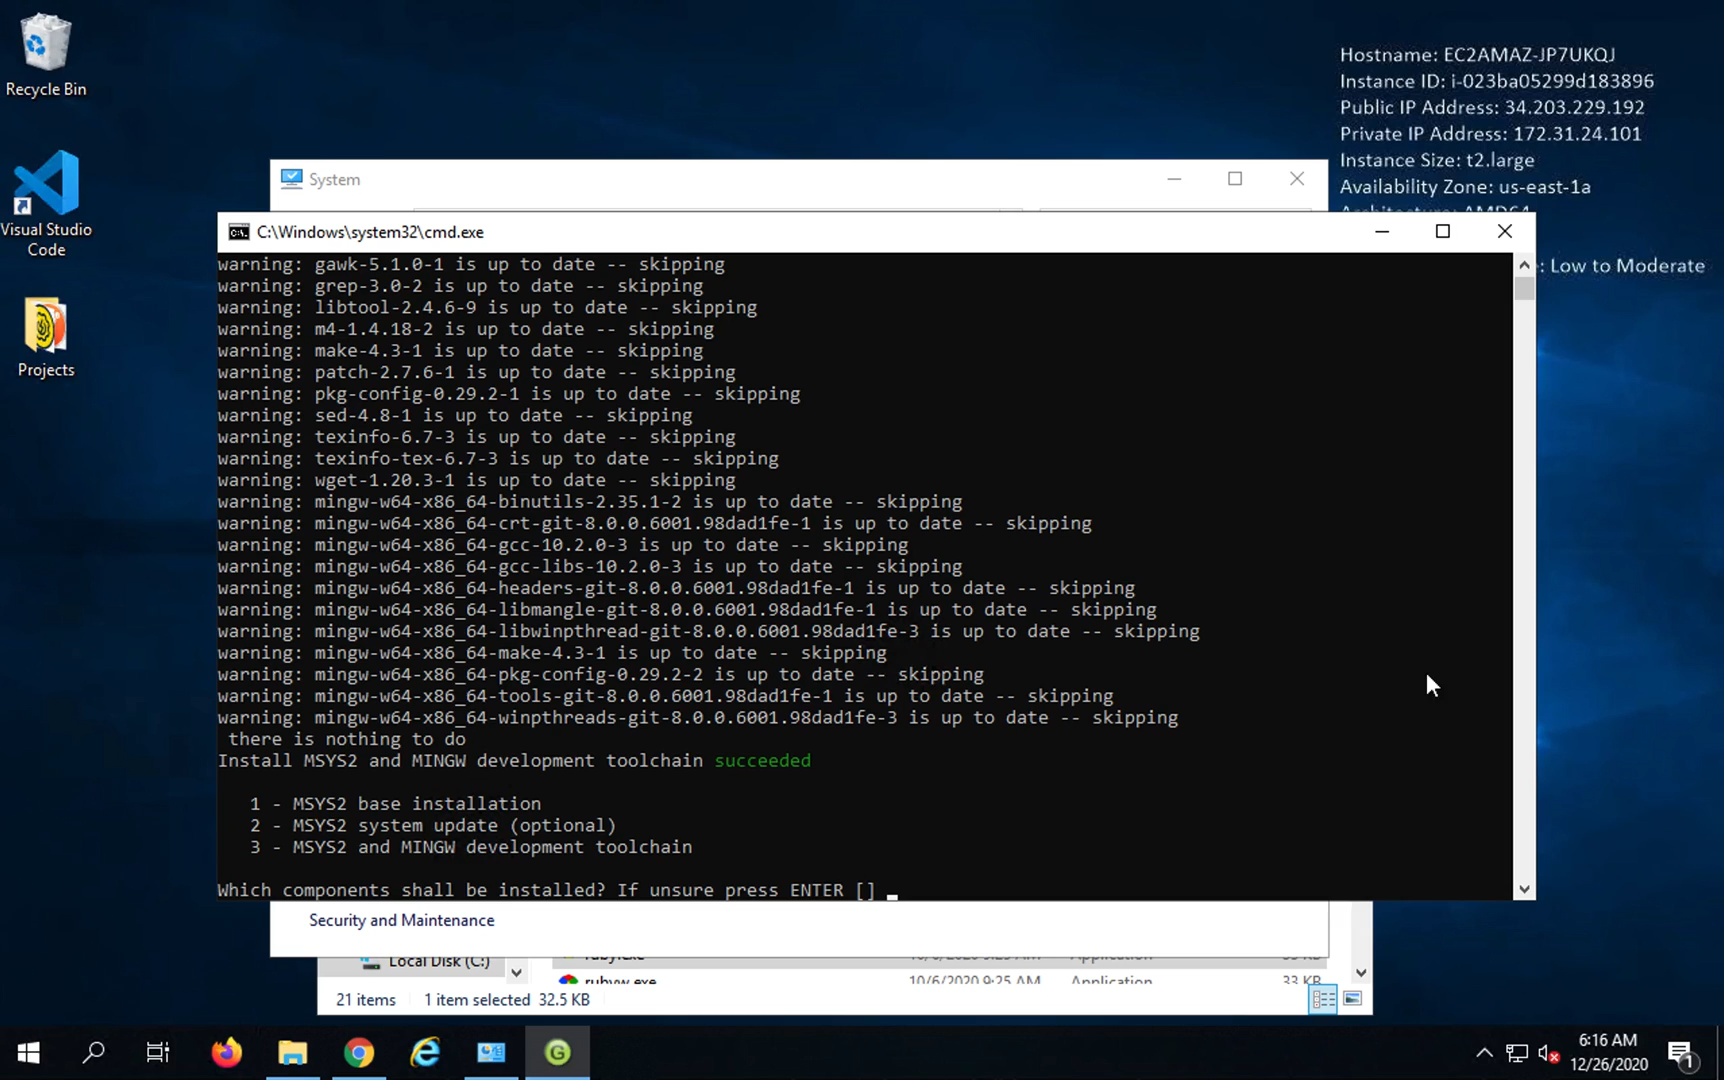 Recycle Bin
Visual Studio
Code
Projects
Hostname: EC2AMAZ-JP7UKQJ
Instance ID: i-023ba05299d183896
Public IP Address: 34.203.229.192
Private IP Address: 172.31.24.101
Instance Size: t2.large
Availability Zone: us-east-1a
Architecture: AMD64
: Low to Moderate
System
C:\Windows\system32\cmd.exe
warning: gawk-5.1.0-1 is up to date -- skipping
warning: grep-3.0-2 is up to date -- skipping
warning: libtool-2.4.6-9 is up to date -- skipping
warning: m4-1.4.18-2 is up to date -- skipping
warning: make-4.3-1 is up to date -- skipping
warning: patch-2.7.6-1 is up to date -- skipping
warning: pkg-config-0.29.2-1 is up to date -- skipping
warning: sed-4.8-1 is up to date -- skipping
warning: texinfo-6.7-3 is up to date -- skipping
warning: texinfo-tex-6.7-3 is up to date -- skipping
warning: wget-1.20.3-1 is up to date -- skipping
warning: mingw-w64-x86_64-binutils-2.35.1-2 is up to date -- skipping
warning: mingw-w64-x86_64-crt-git-8.0.0.6001.98dad1fe-1 is up to date -- skipping
warning: mingw-w64-x86_64-gcc-10.2.0-3 is up to date -- skipping
warning: mingw-w64-x86_64-gcc-libs-10.2.0-3 is up to date -- skipping
warning: mingw-w64-x86_64-headers-git-8.0.0.6001.98dad1fe-1 is up to date -- skipping
warning: mingw-w64-x86_64-libmangle-git-8.0.0.6001.98dad1fe-1 is up to date -- skipping
warning: mingw-w64-x86_64-libwinpthread-git-8.0.0.6001.98dad1fe-3 is up to date -- skipping
warning: mingw-w64-x86_64-make-4.3-1 is up to date -- skipping
warning: mingw-w64-x86_64-pkg-config-0.29.2-2 is up to date -- skipping
warning: mingw-w64-x86_64-tools-git-8.0.0.6001.98dad1fe-1 is up to date -- skipping
warning: mingw-w64-x86_64-winpthreads-git-8.0.0.6001.98dad1fe-3 is up to date -- skipping
there is nothing to do
Install MSYS2 and MINGW development toolchain succeeded
1 - MSYS2 base installation
2 - MSYS2 system update (optional)
3 - MSYS2 and MINGW development toolchain
Which components shall be installed? If unsure press ENTER []
Security and Maintenance
Local Disk (C:)
10/6/2020 9:25 AM Application 33 KB
rubyw.exe 10/6/2020 9:25 AM Application 33 KB
21 items 1 item selected 32.5 KB
6:16 AM
12/26/2020
1